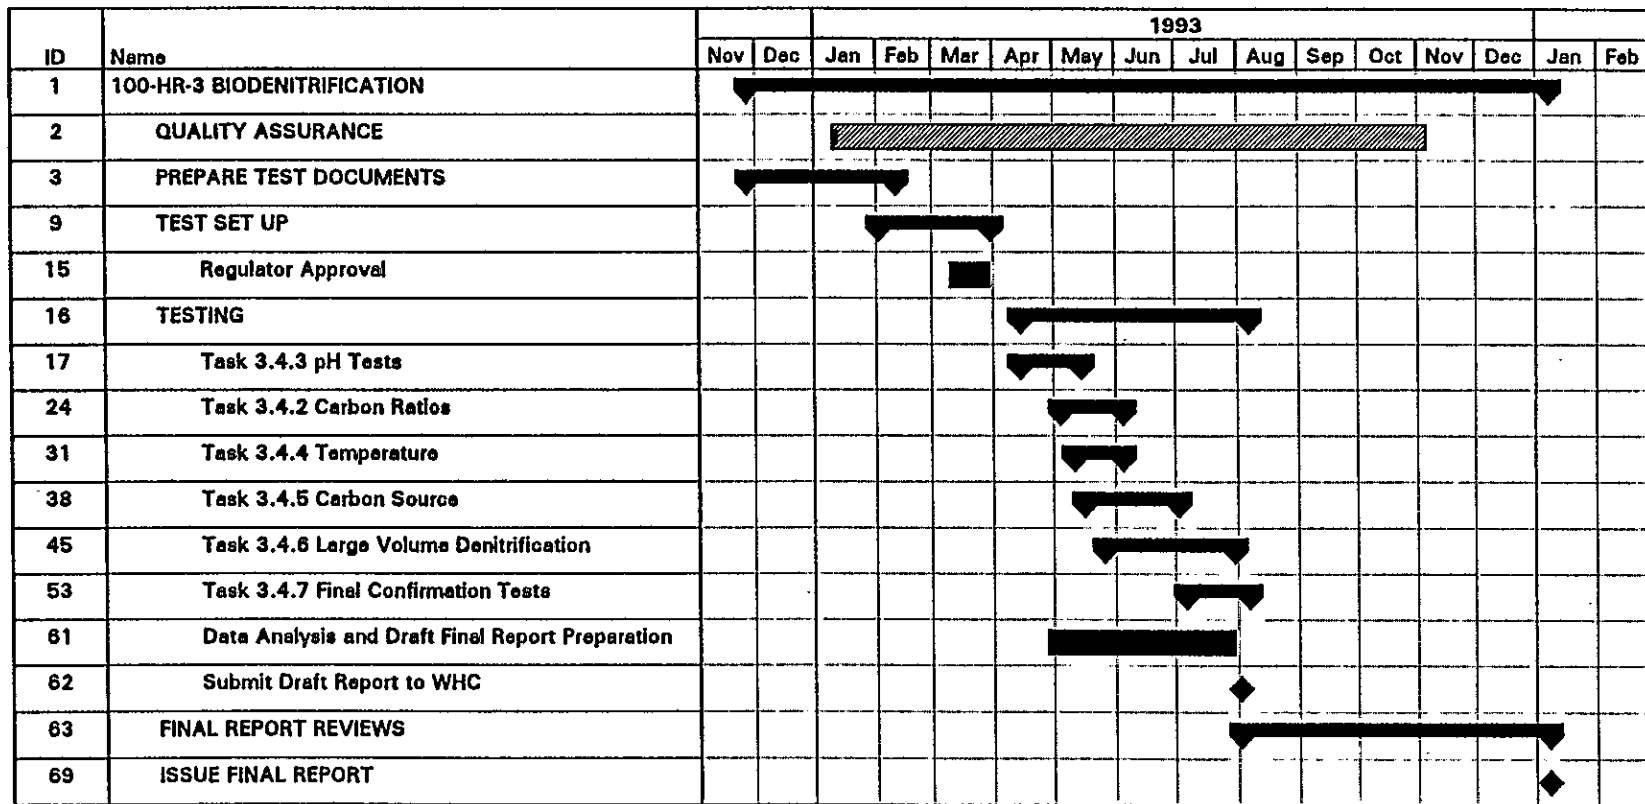 1993
ID Name Nov Dec Jan Feb Mar Apr May Jun Jul Aug Sep Oct Nov Dec Jan Feb
1 100-HR-3 BIODENITRIFICATION
2 QUALITY ASSURANCE
3 PREPARE TEST DOCUMENTS
9 TEST SET UP
15 Regulator Approval
16 TESTING
17 Task 3.4.3 pH Tests
24 Task 3.4.2 Carbon Ratios
31 Task 3.4.4 Temperature
38 Task 3.4.5 Carbon Source
45 Task 3.4.6 Large Volume Denitrification
53 Task 3.4.7 Final Confirmation Tests
61 Data Analysis and Draft Final Report Preparation
62 Submit Draft Report to WHC
63 FINAL REPORT REVIEWS
69 ISSUE FINAL REPORT